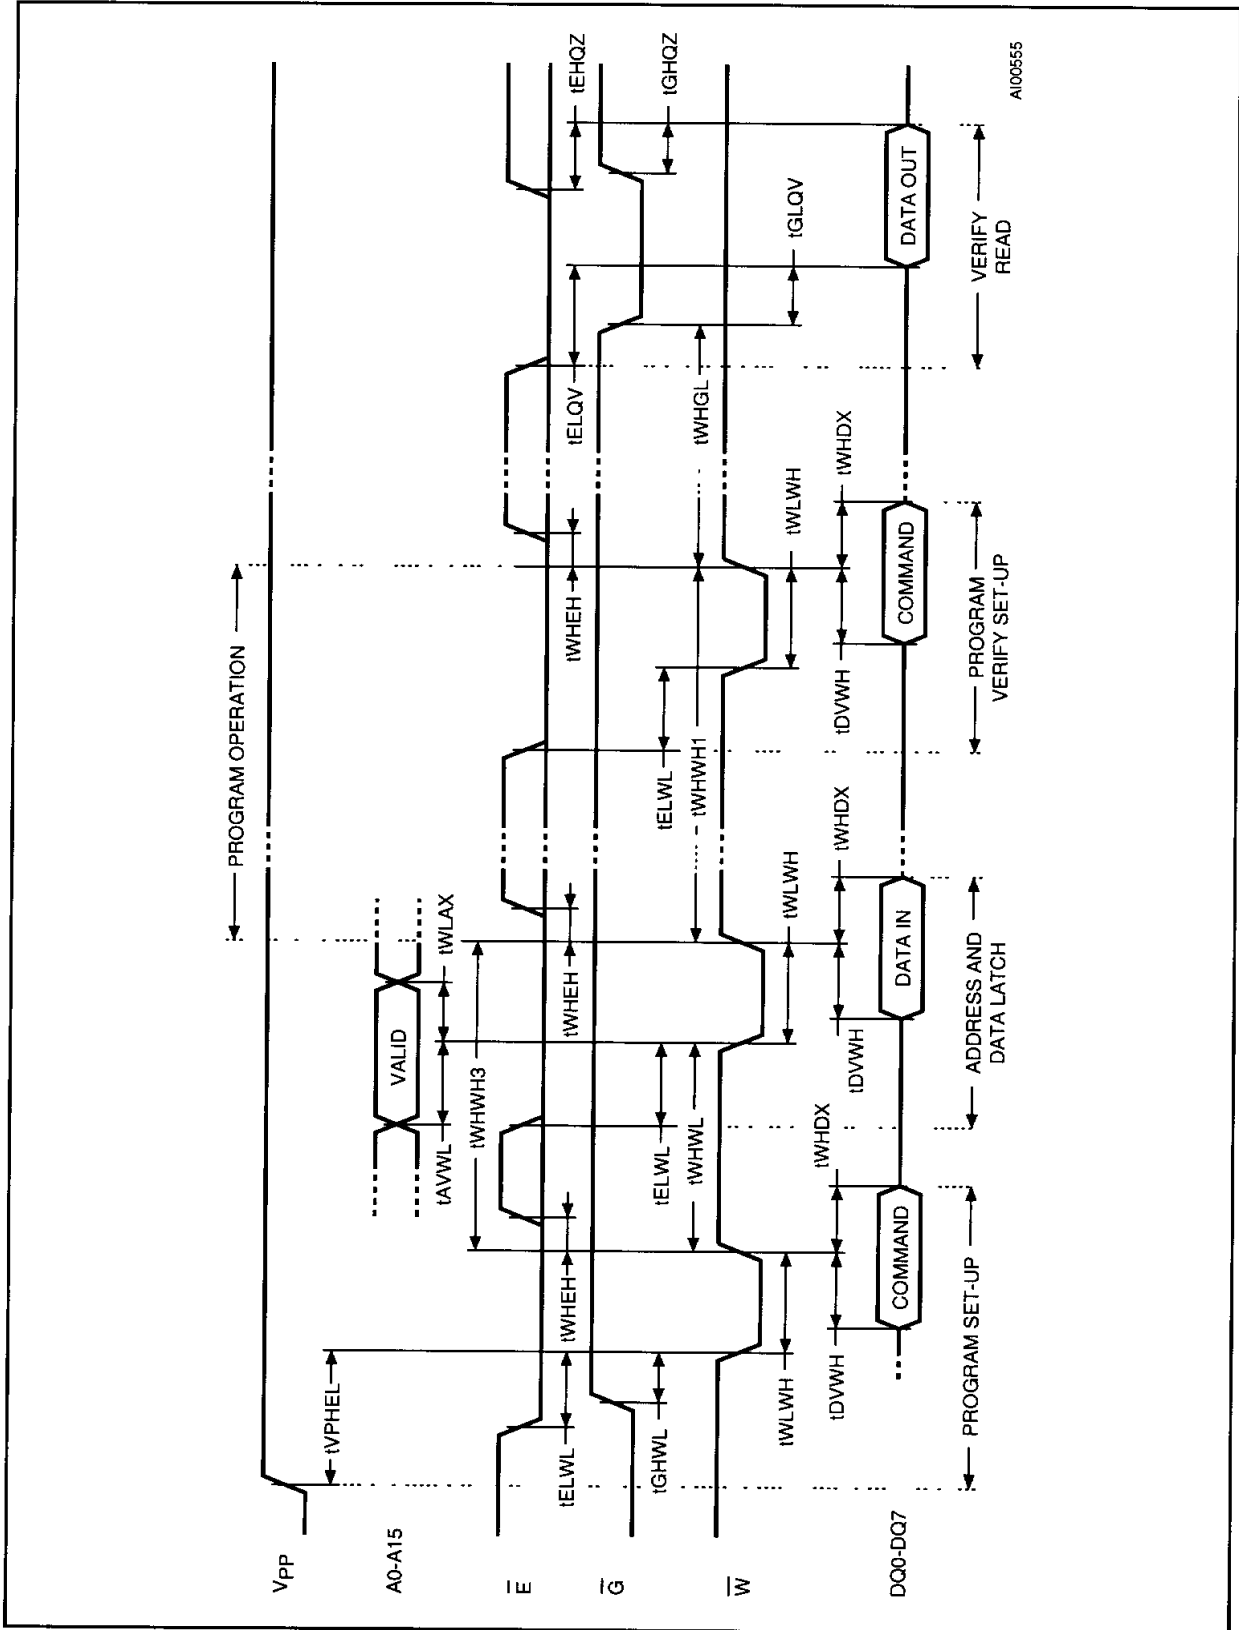 VPP
A0-A15
E
G
W
DQ0-DQ7
PROGRAM OPERATION
tVPHEL
VALID
tAVWL
tWLAX
tWHWH3
tELWL
tWHEH
tWHEH
tWHEH
tELQV
tEHQZ
tGHWL
tELWL
tELWL
tGHQZ
tWHWL
tWHWH1
tWHGL
tWLWH
tWLWH
tWLWH
tGLQV
tDVWH
tWHDX
tDVWH
tWHDX
tDVWH
tWHDX
COMMAND
DATA IN
COMMAND
DATA OUT
PROGRAM SET-UP
ADDRESS AND
DATA LATCH
PROGRAM
VERIFY SET-UP
VERIFY
READ
AI00555